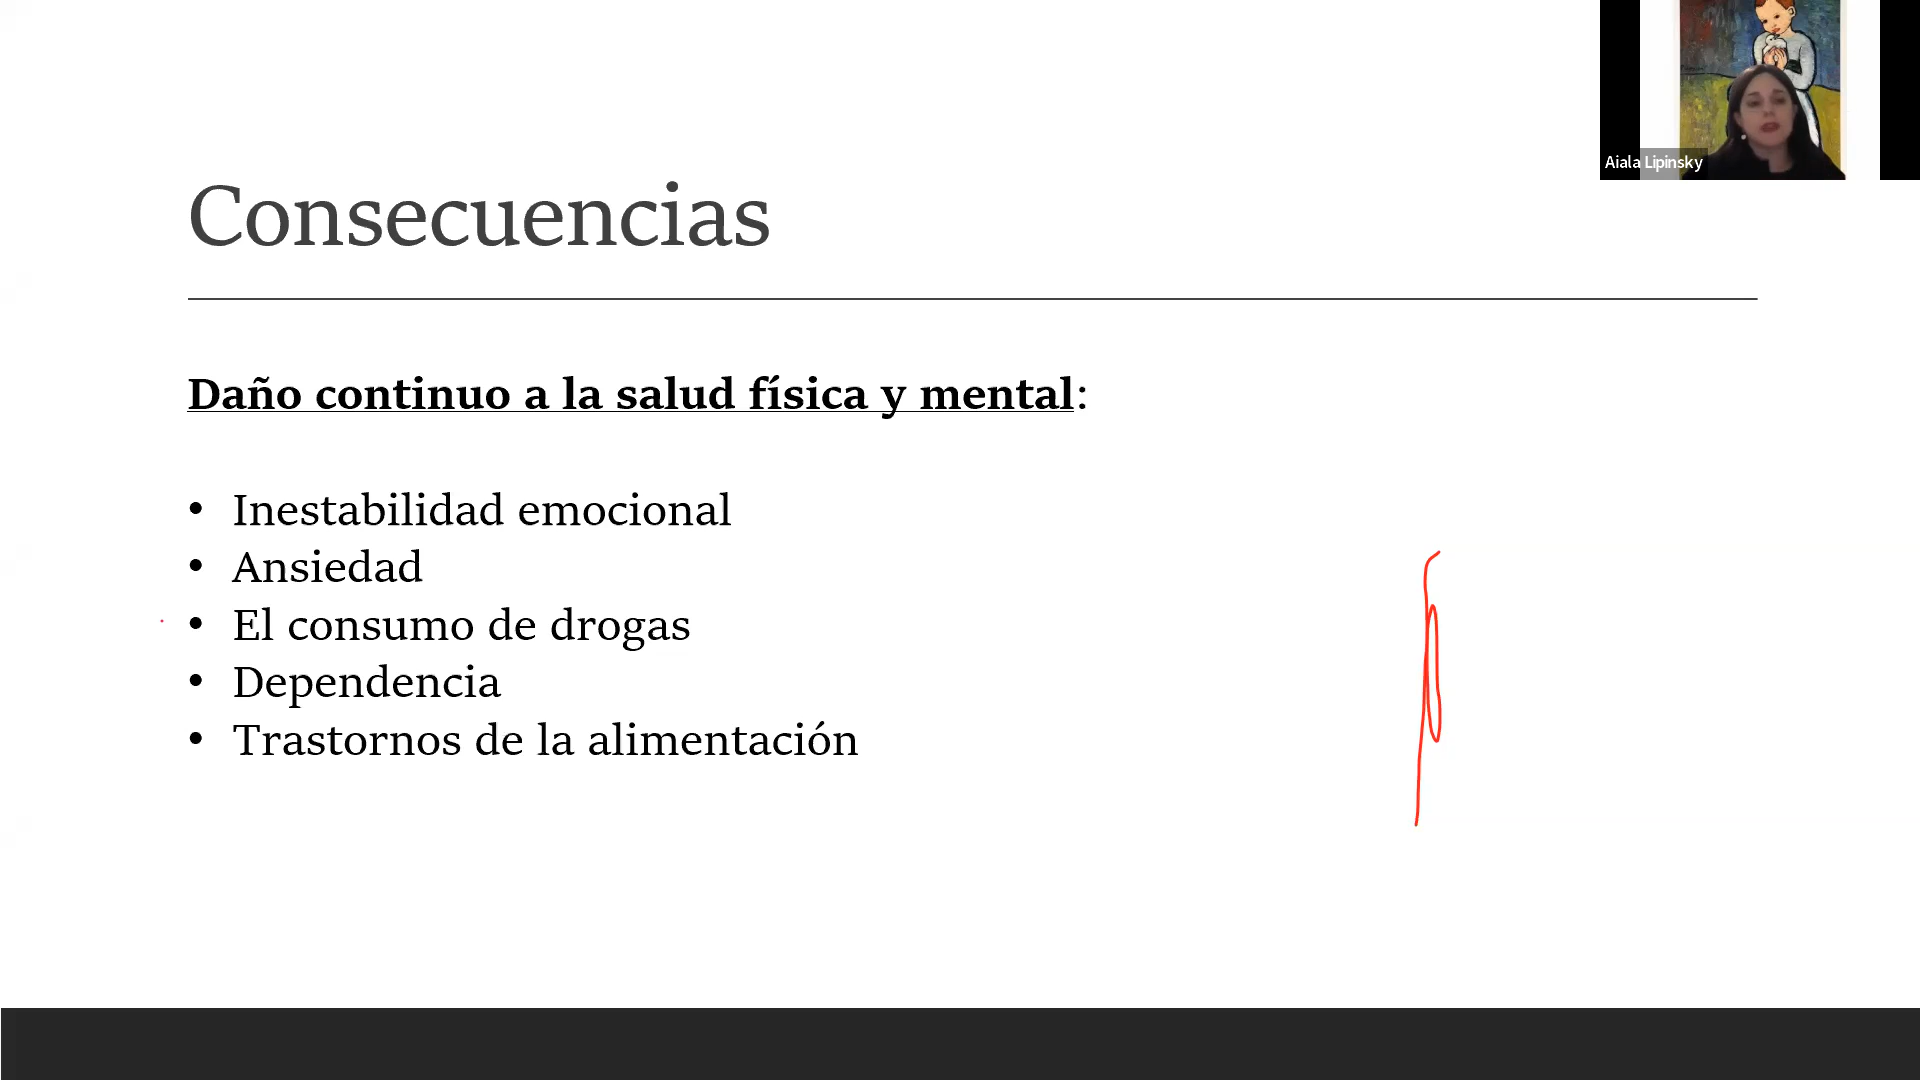 Aiala Lipinsky
Consecuencias
Daño continuo a la salud física y mental:
• Inestabilidad emocional
• Ansiedad
• El consumo de drogas
• Dependencia
• Trastornos de la alimentación